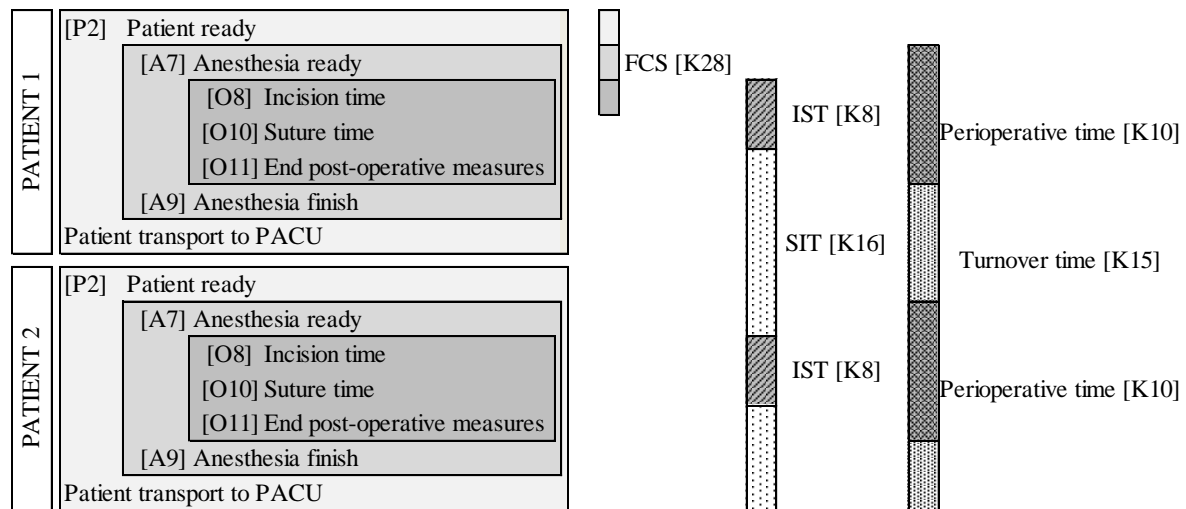 PATIENT 1
[P2] Patient ready
[A7] Anesthesia ready
[O8] Incision time
[O10] Suture time
[O11] End post-operative measures
[A9] Anesthesia finish
Patient transport to PACU
PATIENT 2
[P2] Patient ready
[A7] Anesthesia ready
[O8] Incision time
[O10] Suture time
[O11] End post-operative measures
[A9] Anesthesia finish
Patient transport to PACU
FCS [K28]
IST [K8]
SIT [K16]
IST [K8]
Perioperative time [K10]
Turnover time [K15]
Perioperative time [K10]